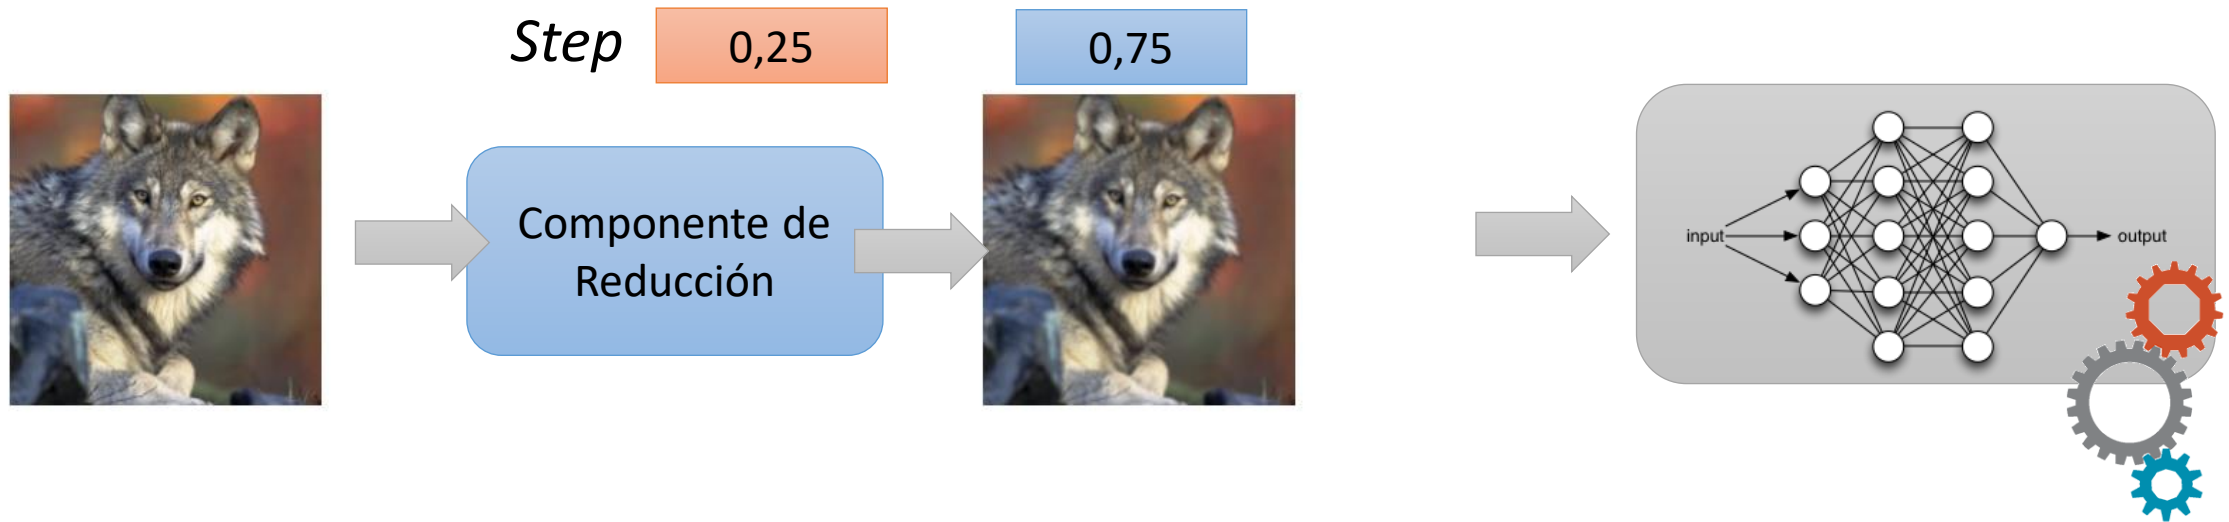 Step
0,25
0,75
Componente de
Reducción
input
output